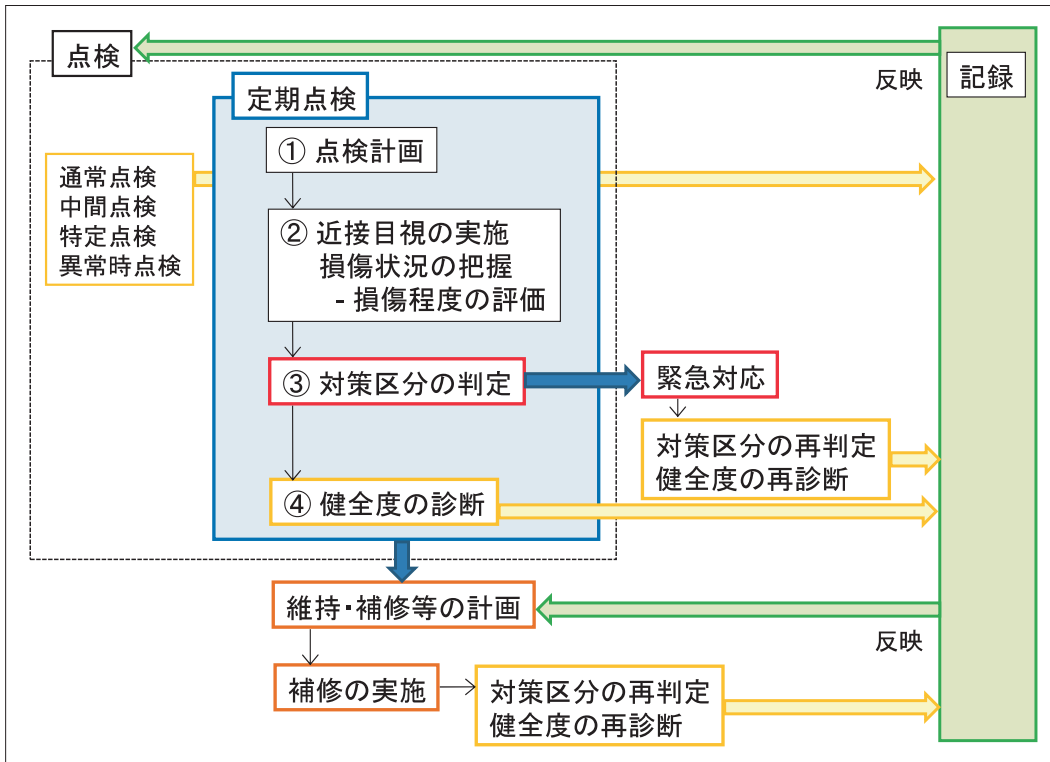 点検
反映
記録
定期点検
① 点検計画
通常点検
中間点検
特定点検
異常時点検
② 近接目視の実施
損傷状況の把握
- 損傷程度の評価
③ 対策区分の判定
緊急対応
対策区分の再判定
健全度の再診断
④ 健全度の診断
維持・補修等の計画
反映
補修の実施
対策区分の再判定
健全度の再診断